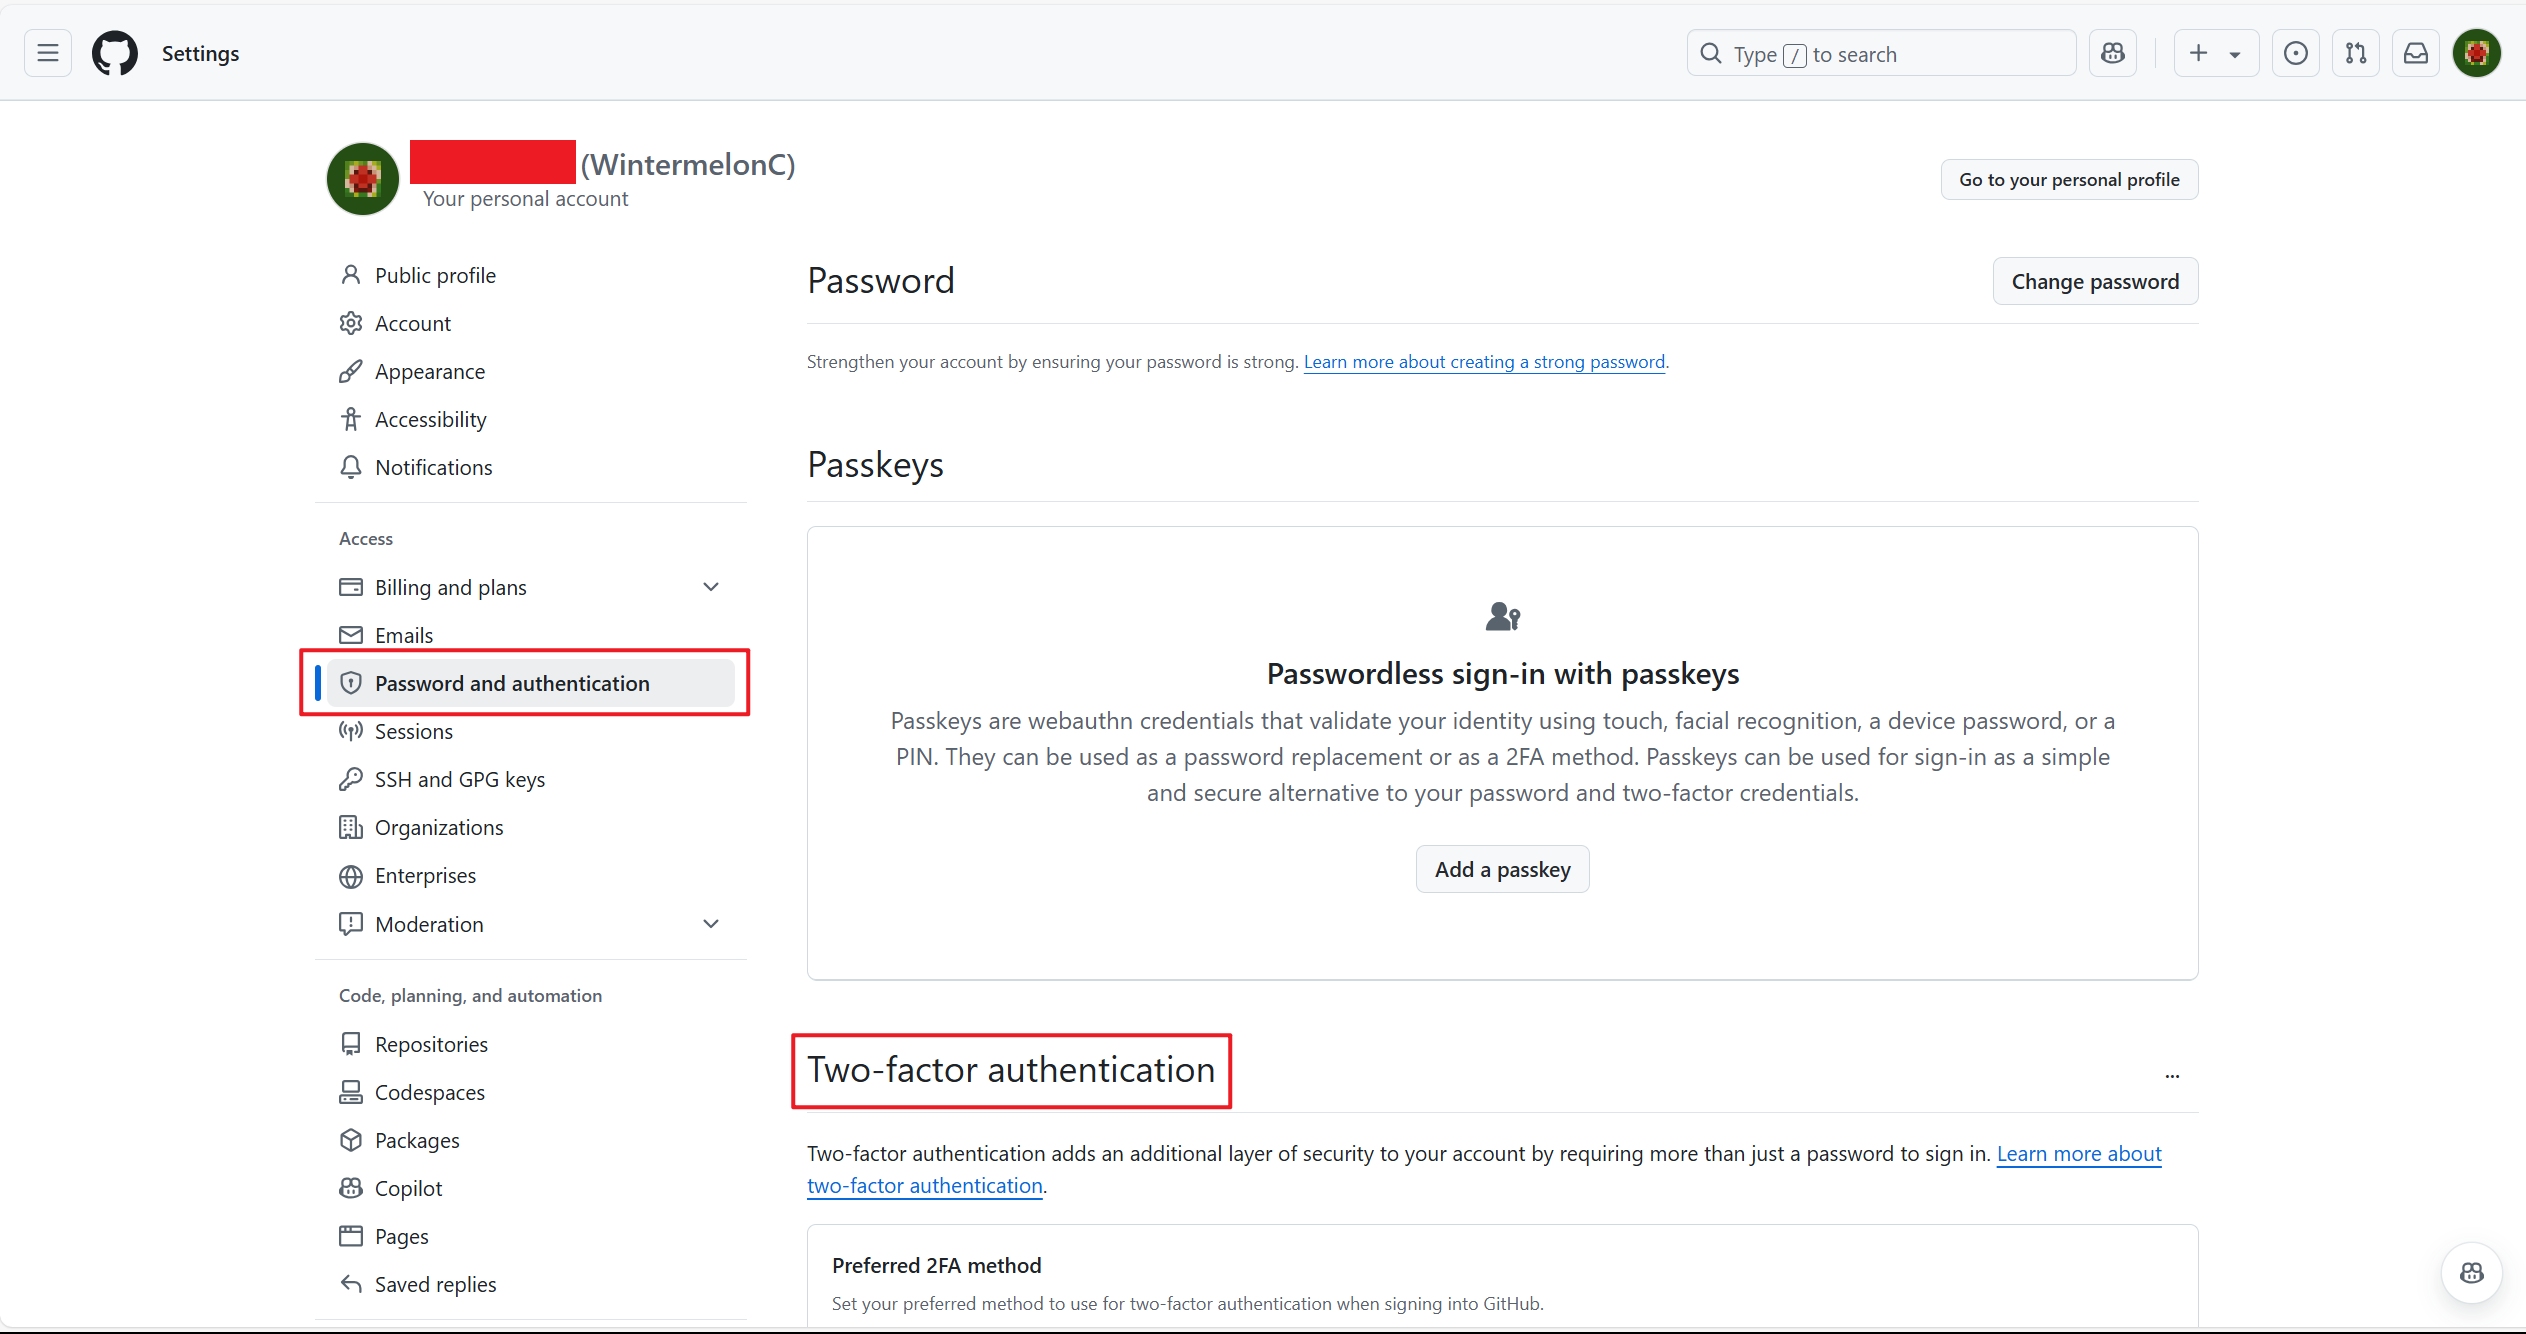 Settings
Type / to search
(WintermelonC)
Your personal account
Go to your personal profile
Public profile
Account
Appearance
Accessibility
Notifications
Access
Billing and plans
Emails
Password and authentication
Sessions
SSH and GPG keys
Organizations
Enterprises
Moderation
Code, planning, and automation
Repositories
Codespaces
Packages
Copilot
Pages
Saved replies
Password
Change password
Strengthen your account by ensuring your password is strong. Learn more about creating a strong password.
Passkeys
Passwordless sign-in with passkeys
Passkeys are webauthn credentials that validate your identity using touch, facial recognition, a device password, or a
PIN. They can be used as a password replacement or as a 2FA method. Passkeys can be used for sign-in as a simple
and secure alternative to your password and two-factor credentials.
Add a passkey
Two-factor authentication
...
Two-factor authentication adds an additional layer of security to your account by requiring more than just a password to sign in. Learn more about
two-factor authentication.
Preferred 2FA method
Set your preferred method to use for two-factor authentication when signing into GitHub.